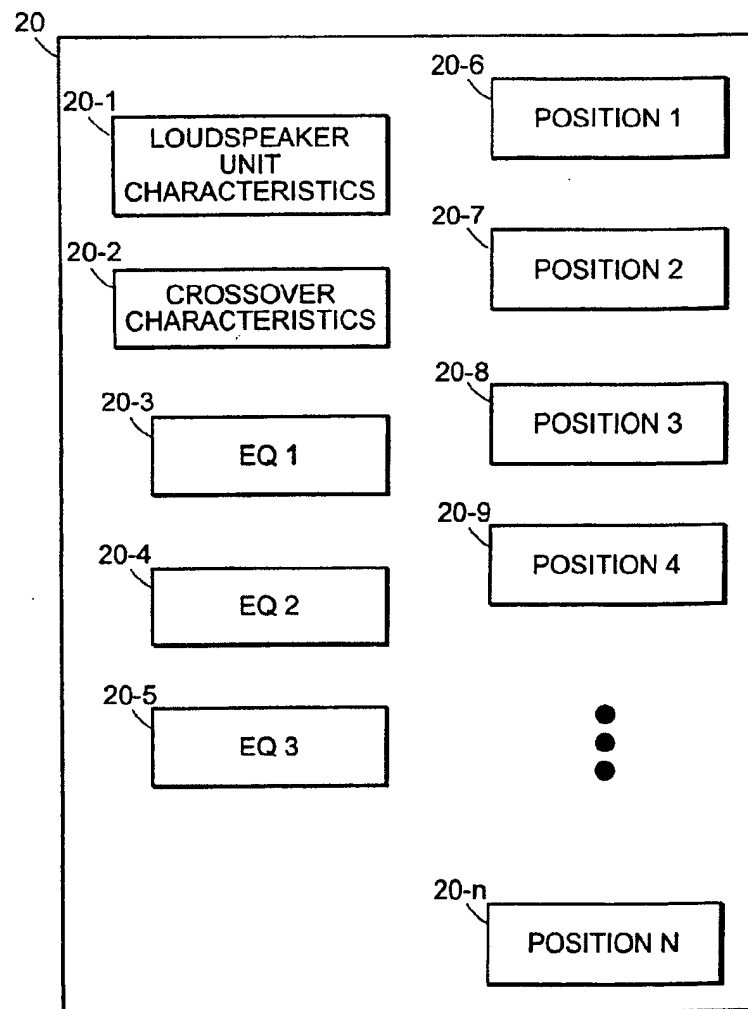 20
20-1
LOUDSPEAKER
UNIT
CHARACTERISTICS
20-2
CROSSOVER
CHARACTERISTICS
20-3
EQ 1
20-4
EQ 2
20-5
EQ 3
20-6
POSITION 1
20-7
POSITION 2
20-8
POSITION 3
20-9
POSITION 4
20-n
POSITION N